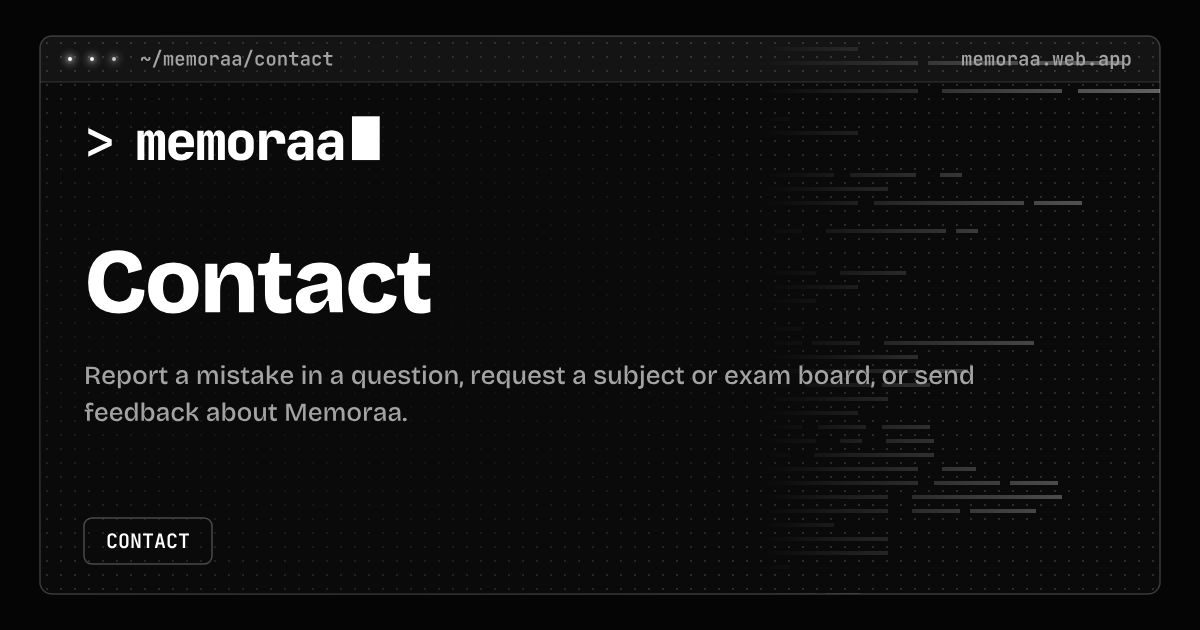 ~/memoraa/contact
memoraa.web.app
> memoraa
Contact
Report a mistake in a question, request a subject or exam board, or send
feedback about Memoraa.
CONTACT